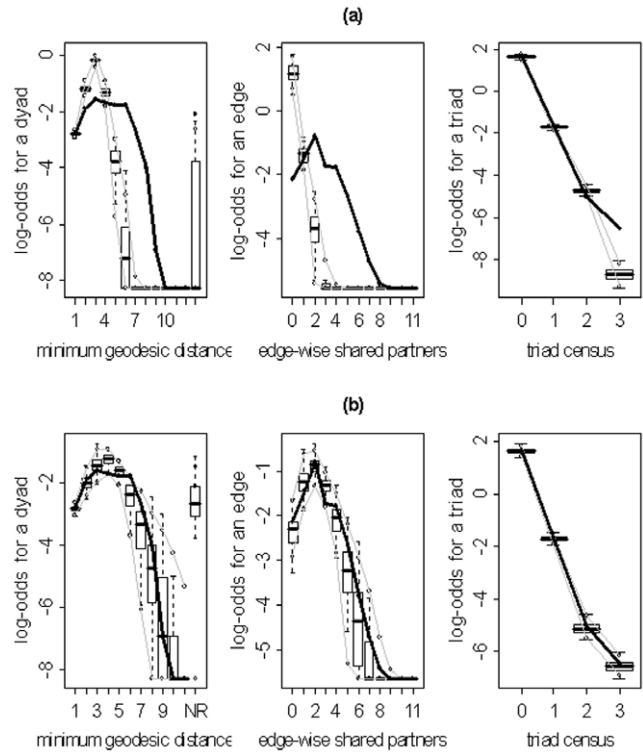 (a)
log-odds for a dyad
0
-2
-4
-6
-8
1 4 7 10
minimum geodesic distance
log-odds for an edge
2
0
-2
-4
0 2 4 6 8 11
edge-wise shared partners
log-odds for a triad
2
0
-2
-4
-6
-8
0 1 2 3
triad census
(b)
log-odds for a dyad
-2
-4
-6
-8
1 3 5 7 9 NR
minimum geodesic distance
log-odds for an edge
-1
-2
-3
-4
-5
0 2 4 6 8 11
edge-wise shared partners
log-odds for a triad
2
0
-2
-4
-6
0 1 2 3
triad census